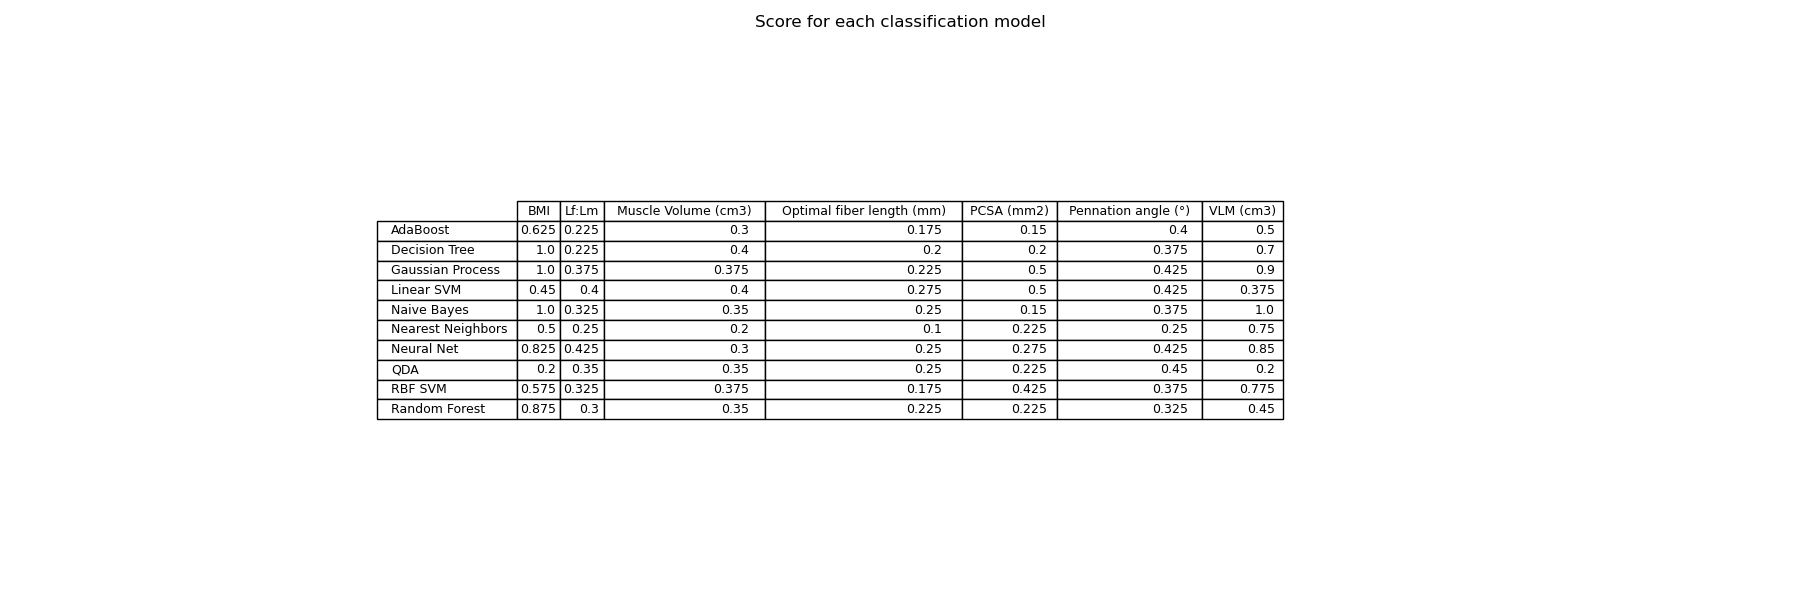 Score for each classification model
BMI Lf:Lm Muscle Volume (cm3) Optimal fiber length (mm) PCSA (mm2) Pennation angle (°) VLM (cm3)
AdaBoost 0.625 0.225 0.3 0.175 0.15 0.4 0.5
Decision Tree 1.0 0.225 0.4 0.2 0.2 0.375 0.7
Gaussian Process 1.0 0.375 0.375 0.225 0.5 0.425 0.9
Linear SVM 0.45 0.4 0.4 0.275 0.5 0.425 0.375
Naive Bayes 1.0 0.325 0.35 0.25 0.15 0.375 1.0
Nearest Neighbors 0.5 0.25 0.2 0.1 0.225 0.25 0.75
Neural Net 0.825 0.425 0.3 0.25 0.275 0.425 0.85
QDA 0.2 0.35 0.35 0.25 0.225 0.45 0.2
RBF SVM 0.575 0.325 0.375 0.175 0.425 0.375 0.775
Random Forest 0.875 0.3 0.35 0.225 0.225 0.325 0.45